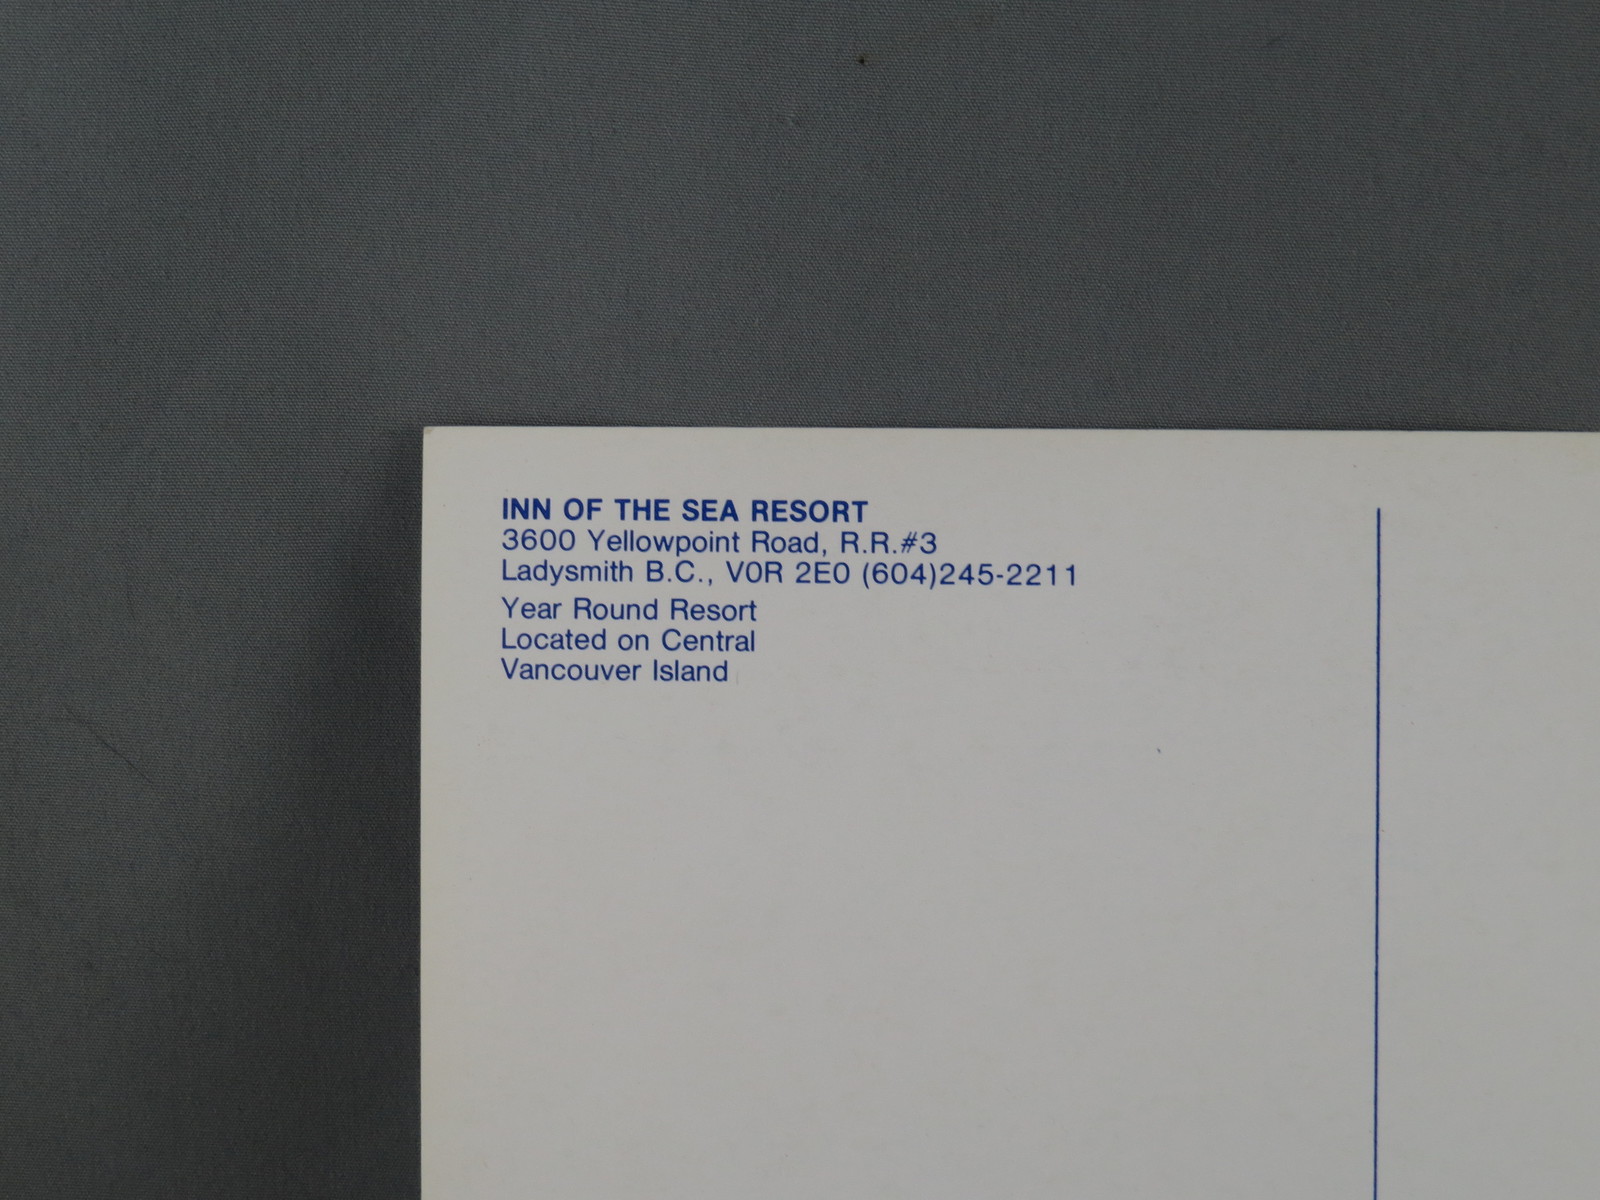 INN OF THE SEA RESORT
3600 Yellowpoint Road, R.R.#3
Ladysmith B.C., V0R 2E0 (604)245-2211
Year Round Resort
Located on Central
Vancouver Island